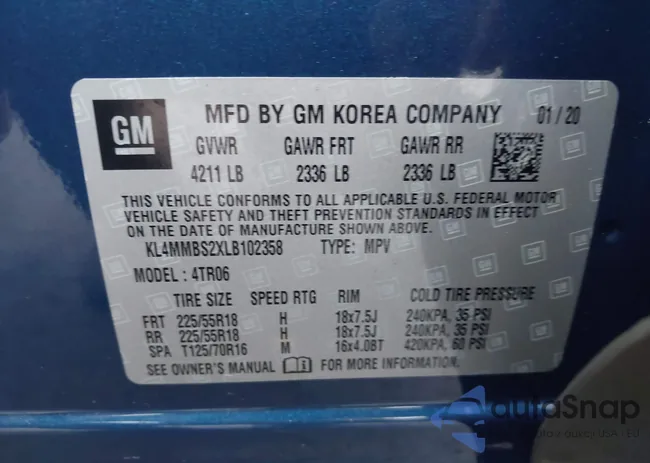 GM MFD BY GM KOREA COMPANY 01/20
GVWR GAWR FRT GAWR RR
4211 LB 2336 LB 2336 LB
THIS VEHICLE CONFORMS TO ALL APPLICABLE U.S. FEDERAL MOTOR
VEHICLE SAFETY AND THEFT PREVENTION STANDARDS IN EFFECT
ON THE DATE OF MANUFACTURE SHOWN ABOVE.
KL4MMBS2XLB102358 TYPE: MPV
MODEL: 4TR06
TIRE SIZE SPEED RTG RIM COLD TIRE PRESSURE
FRT 225/55R18 H 18x7.5J 240KPA, 35 PSI
RR 225/55R18 H 18x7.5J 240KPA, 35 PSI
SPA T125/70R16 M 16x4.0BT 420KPA, 60 PSI
SEE OWNER'S MANUAL FOR MORE INFORMATION.
autaSnap